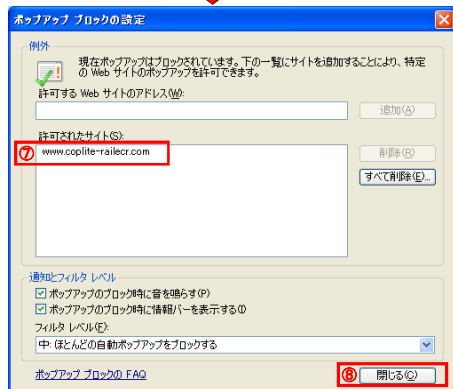 ポップアップ ブロックの設定
例外
現在ポップアップはブロックされています。下の一覧にサイトを追加することにより、特定
の Web サイトのポップアップを許可できます。
許可する Web サイトのアドレス(W):
追加(A)
許可されたサイト(S):
⑦ www.coplite-railecr.com
削除(R)
すべて削除(E)...
通知とフィルタ レベル
ポップアップのブロック時に音を鳴らす(P)
ポップアップのブロック時に情報バーを表示する(I)
フィルタ レベル(F):
中: ほとんどの自動ポップアップをブロックする
ポップアップ ブロックの FAQ
⑧ 閉じる(C)